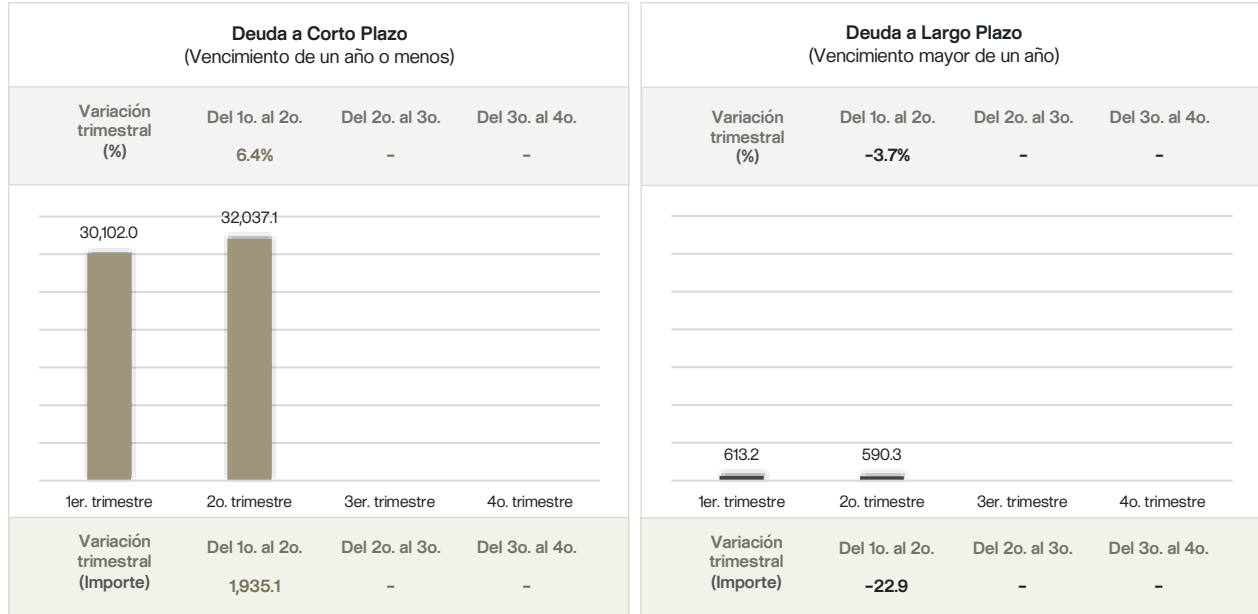 Deuda a Corto Plazo
(Vencimiento de un año o menos)
Variación
trimestral
(%)
Del 1o. al 2o. Del 2o. al 3o. Del 3o. al 4o.
6.4% – –
30,102.0 32,037.1
1er. trimestre 2o. trimestre 3er. trimestre 4o. trimestre
Variación
trimestral
(Importe)
Del 1o. al 2o. Del 2o. al 3o. Del 3o. al 4o.
1,935.1 – –
Deuda a Largo Plazo
(Vencimiento mayor de un año)
Variación
trimestral
(%)
Del 1o. al 2o. Del 2o. al 3o. Del 3o. al 4o.
-3.7% – –
613.2 590.3
1er. trimestre 2o. trimestre 3er. trimestre 4o. trimestre
Variación
trimestral
(Importe)
Del 1o. al 2o. Del 2o. al 3o. Del 3o. al 4o.
-22.9 – –